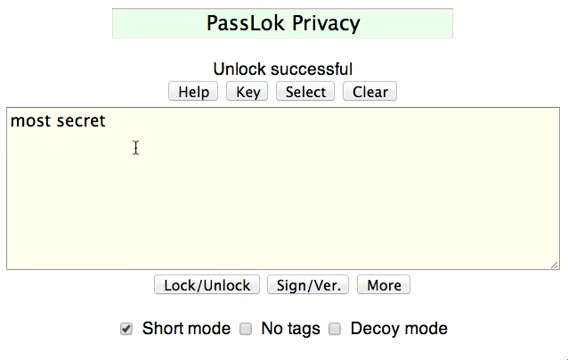 PassLok Privacy
Unlock successful
Help Key Select Clear
most secret
Lock/Unlock Sign/Ver. More
Short mode No tags Decoy mode